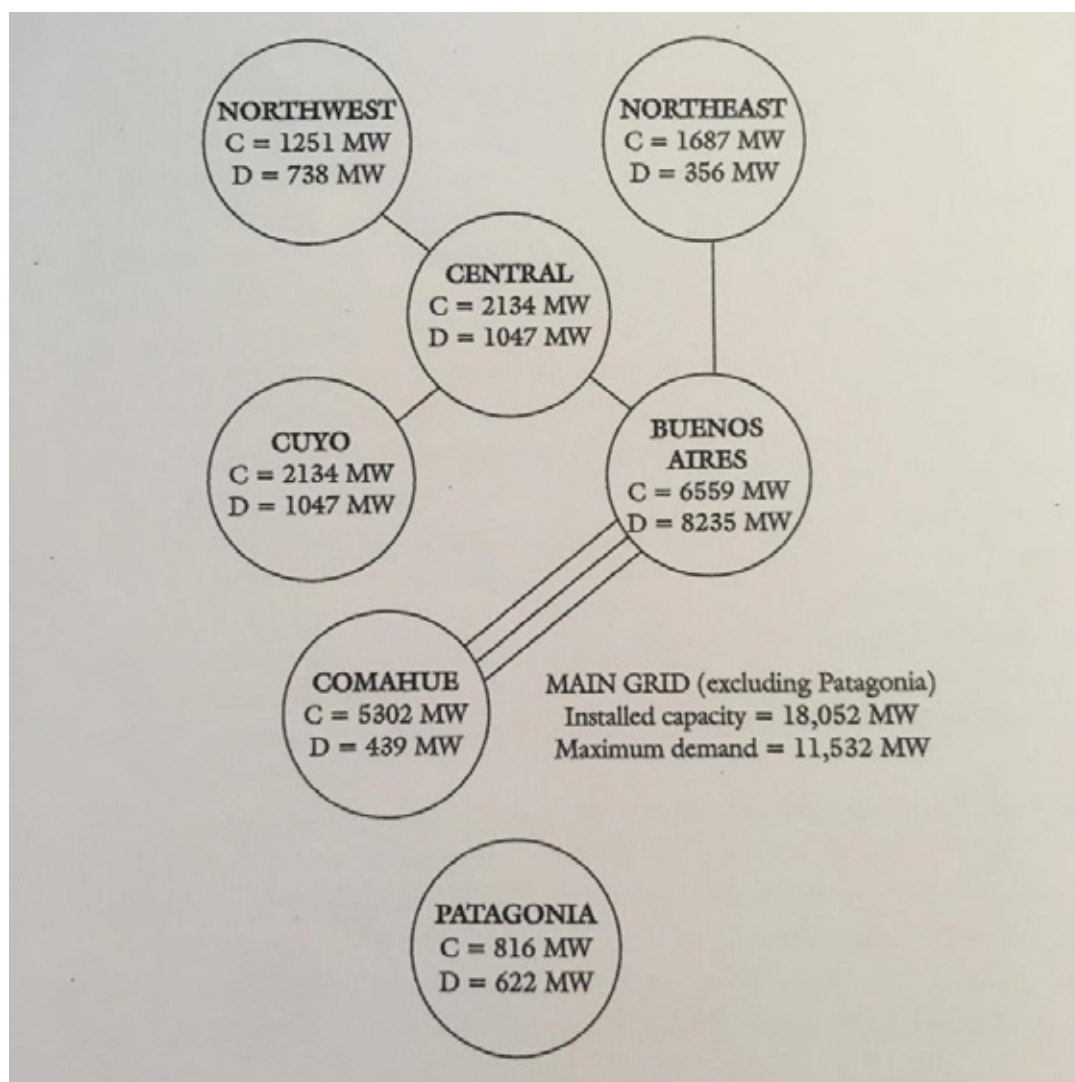 NORTHWEST
C = 1251 MW
D = 738 MW
NORTHEAST
C = 1687 MW
D = 356 MW
CENTRAL
C = 2134 MW
D = 1047 MW
CUYO
C = 2134 MW
D = 1047 MW
BUENOS
AIRES
C = 6559 MW
D = 8235 MW
COMAHUE
C = 5302 MW
D = 439 MW
MAIN GRID (excluding Patagonia)
Installed capacity = 18,052 MW
Maximum demand = 11,532 MW
PATAGONIA
C = 816 MW
D = 622 MW